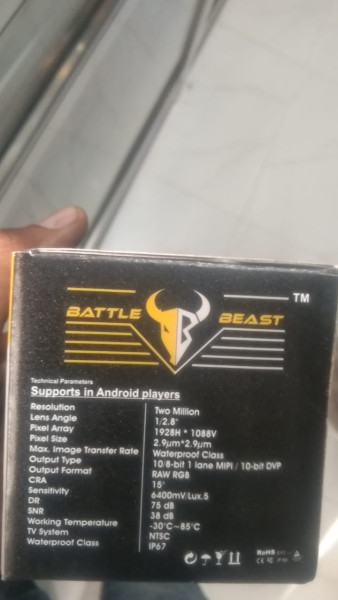 TM
BATTLE BEAST
Technical Parameters
Supports in Android players
Resolution Two Million
Lens Angle 1/2.8"
Pixel Array 1928H * 1088V
Pixel Size 2.9µm*2.9µm
Max. Image Transfer Rate Waterproof Class
Output Type 10/8-bit 1 lane MIPI / 10-bit DVP
Output Format RAW RGB
CRA 15°
Sensitivity 6400mV Lux.5
DR 75 dB
SNR 38 dB
Working Temperature -30°C~85°C
TV System NTSC
Waterproof Class IP67
RoHS